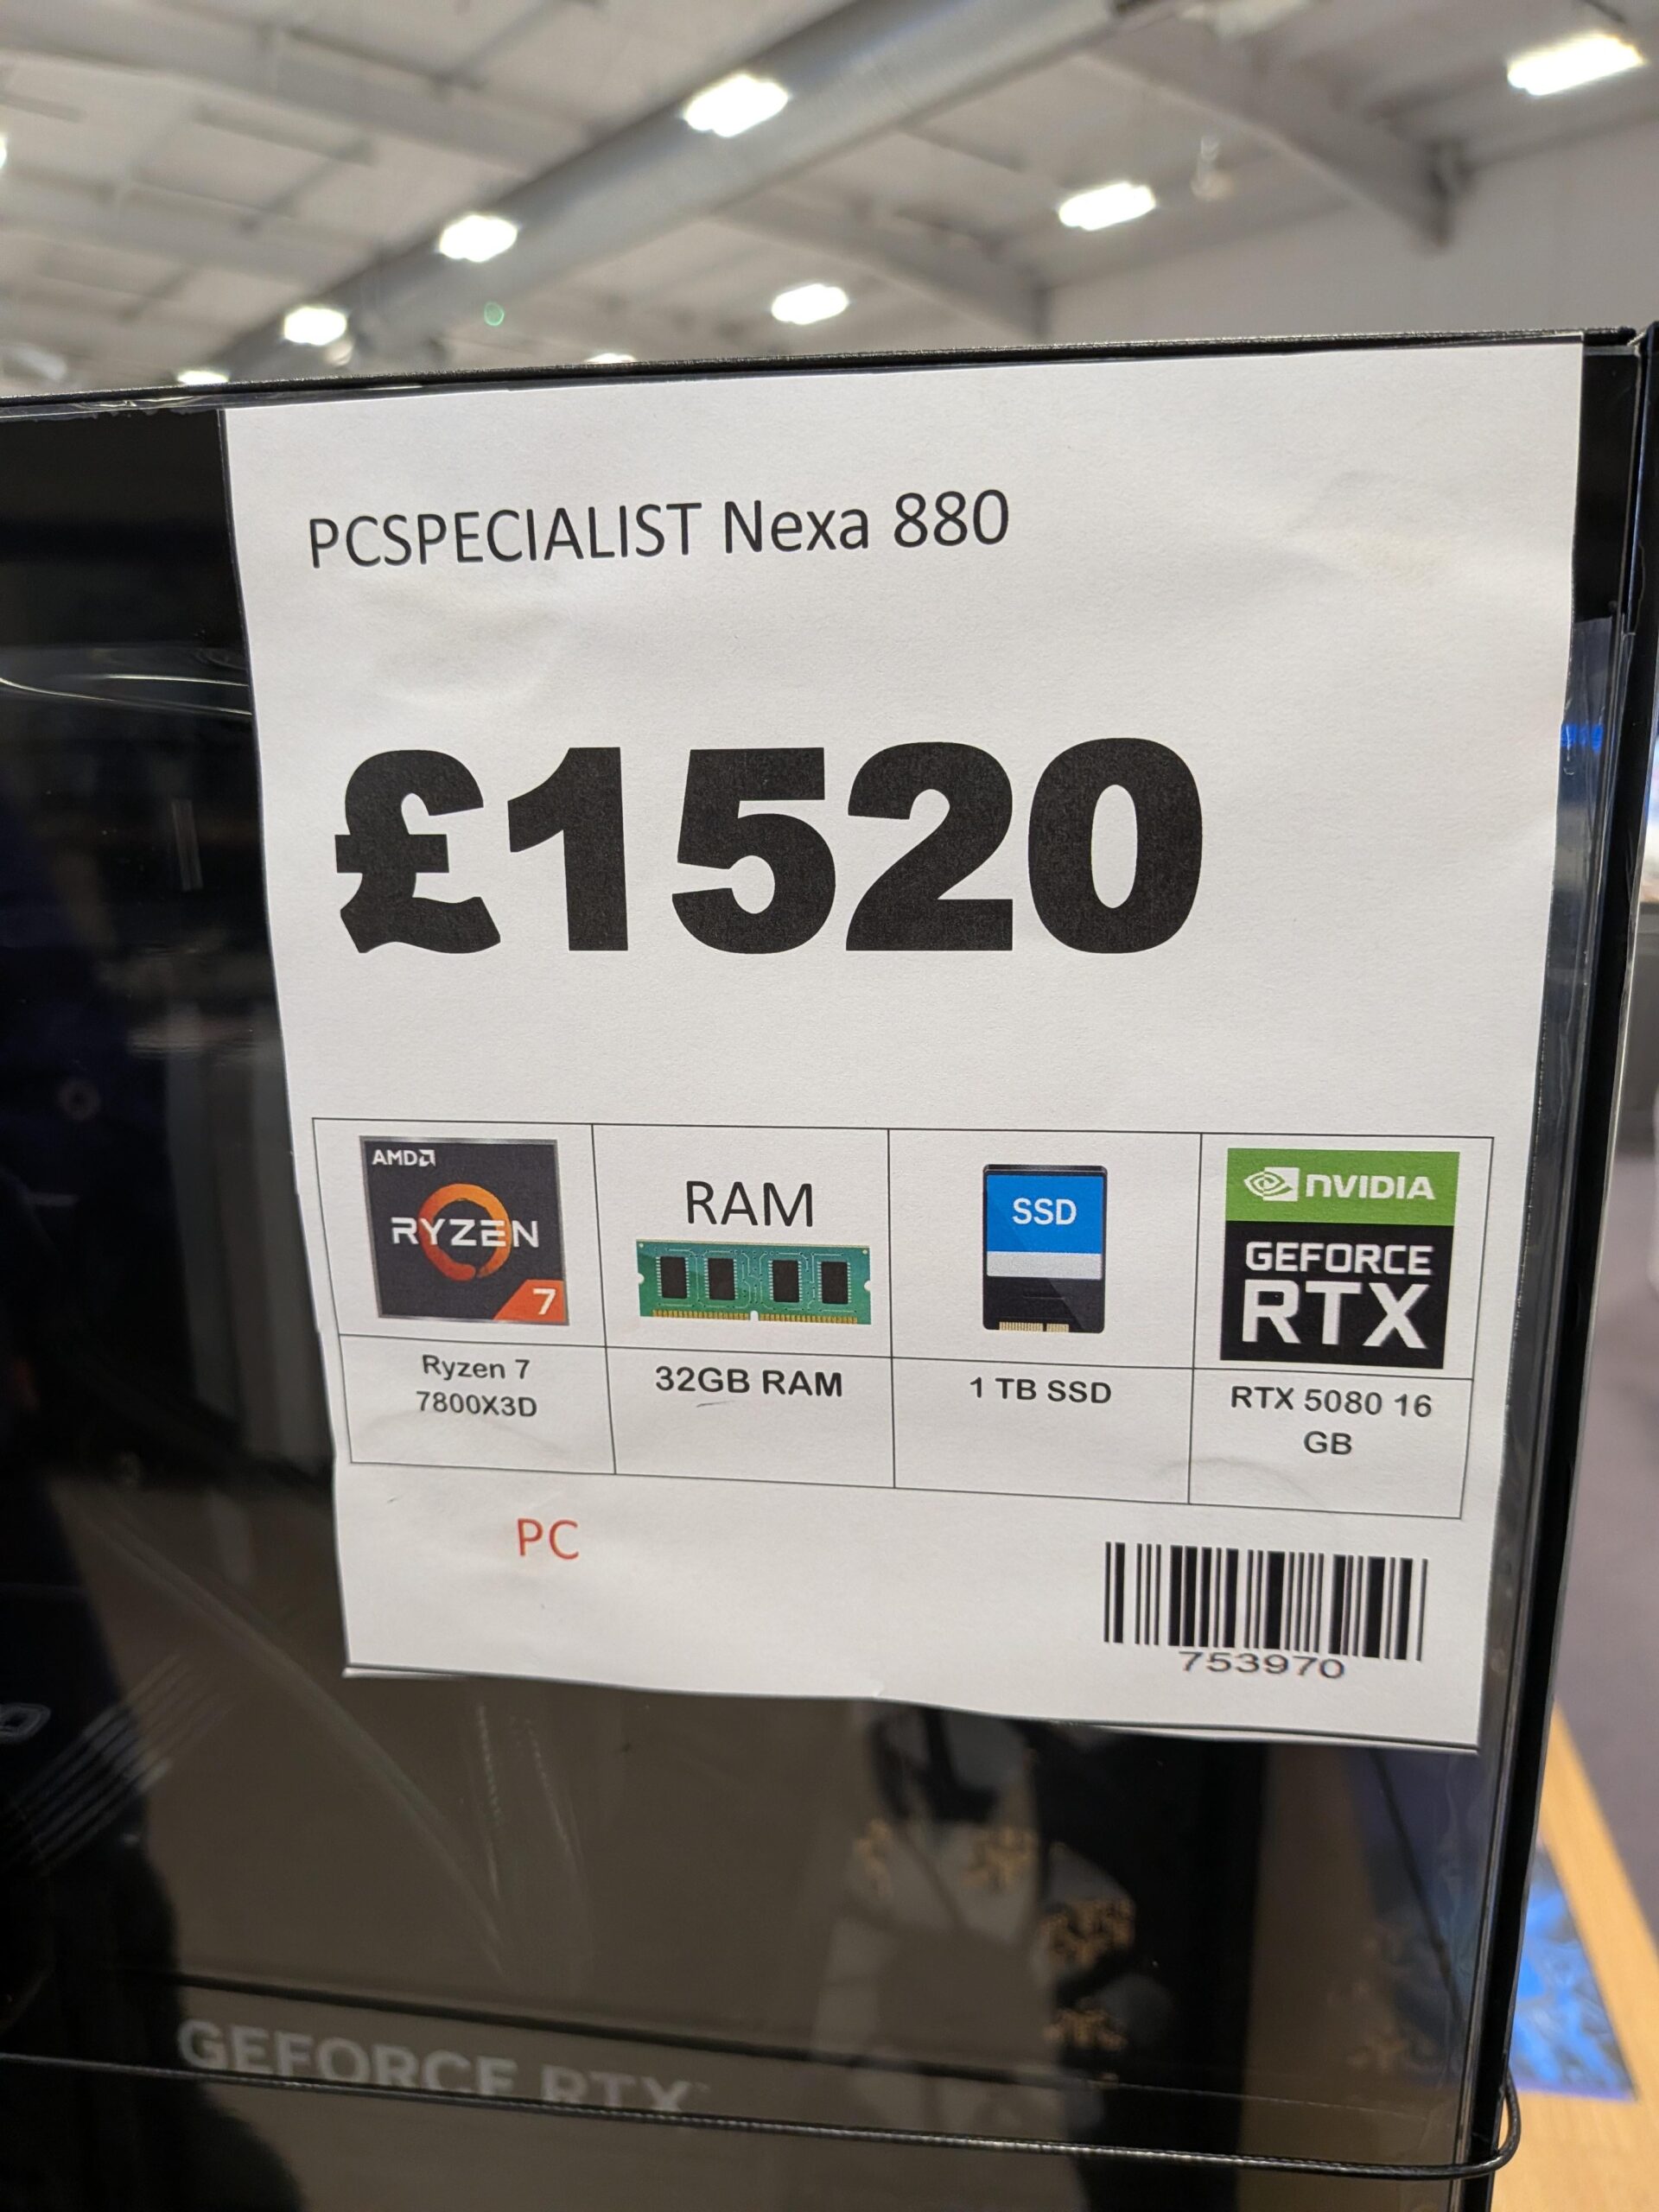 PCSPECIALIST Nexa 880
£1520
AMD
RYZEN
7
RAM
SSD
NVIDIA
GEFORCE
RTX
Ryzen 7
7800X3D
32GB RAM
1 TB SSD
RTX 5080 16
GB
PC
753970
GEFORCE RTX